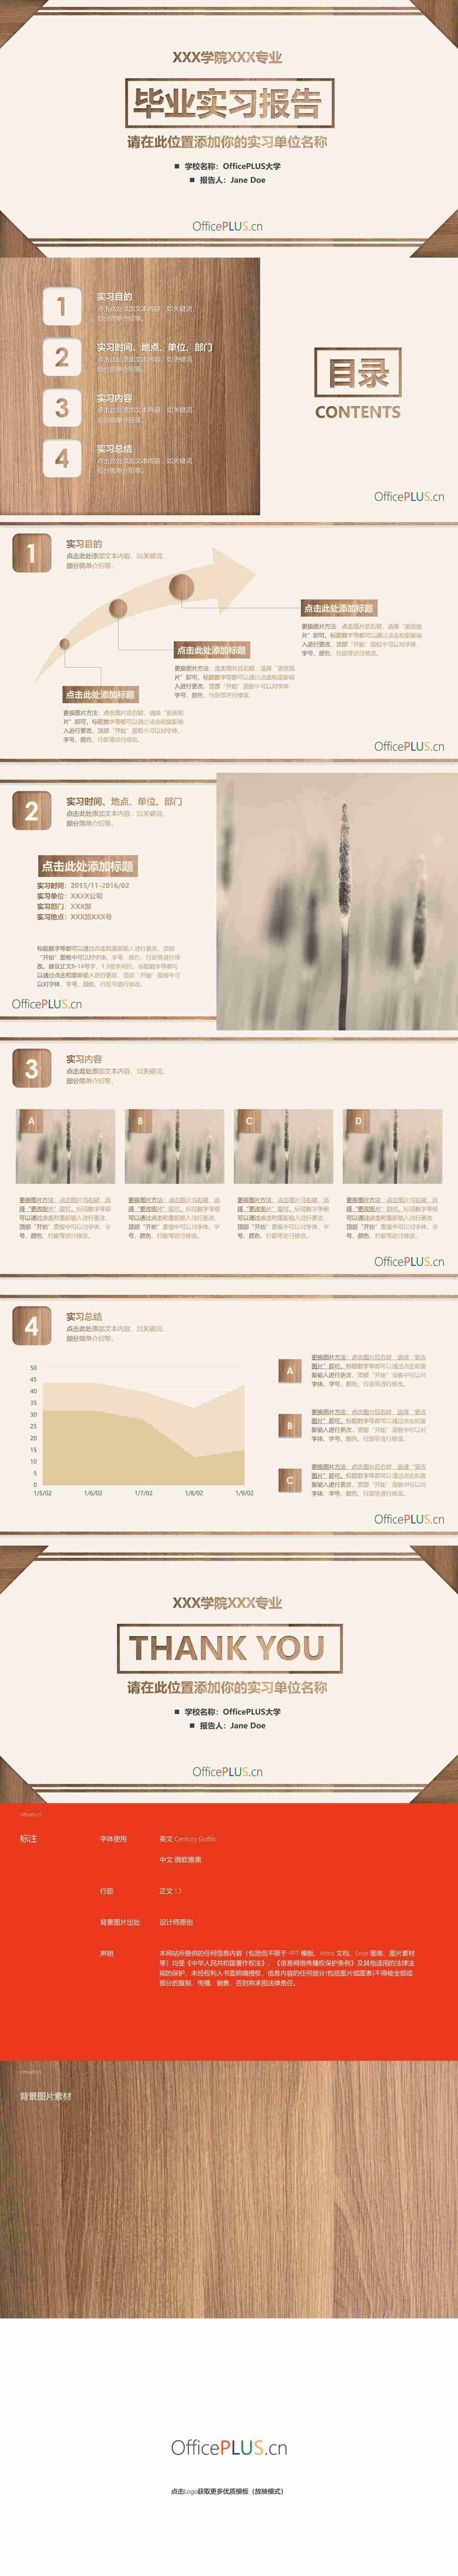 XXX学院XXX专业
毕业实习报告
请在此位置添加你的实习单位名称
■ 学校名称：OfficePLUS大学
■ 报告人：Jane Doe
OfficePLUS.cn
1
实习目的
点击此处添加文本内容，如关键词、
部分简单介绍等。
2
实习时间、地点、单位、部门
点击此处添加文本内容，如关键词、
部分简单介绍等。
3
实习内容
点击此处添加文本内容，如关键词、
部分简单介绍等。
4
实习总结
点击此处添加文本内容，如关键词、
部分简单介绍等。
目录
CONTENTS
OfficePLUS.cn
1
实习目的
点击此处添加文本内容，如关键词、
部分简单介绍等。
点击此处添加标题
更换图片方法：点击图片后右键，选择“更改图
片”即可。标题数字等都可以通过点击和重新输
入进行更改，顶部“开始”面板中可以对字体、
字号、颜色、行距等进行修改。
点击此处添加标题
更换图片方法：点击图片后右键，选择“更改图
片”即可。标题数字等都可以通过点击和重新输
入进行更改，顶部“开始”面板中可以对字体、
字号、颜色、行距等进行修改。
点击此处添加标题
更换图片方法：点击图片后右键，选择“更改图
片”即可。标题数字等都可以通过点击和重新输
入进行更改，顶部“开始”面板中可以对字体、
字号、颜色、行距等进行修改。
OfficePLUS.cn
2
实习时间、地点、单位、部门
点击此处添加文本内容，如关键词、
部分简单介绍等。
点击此处添加标题
实习时间：2015/11-2016/02
实习单位：XXXX公司
实习部门：XXX部
实习地点：XXX路XXX号
标题数字等都可以通过点击和重新输入进行更改，顶部
“开始”面板中可以对字体、字号、颜色、行距等进行修
改。建议正文8-14号字，1.3倍字间距。标题数字等都可
以通过点击和重新输入进行更改，顶部“开始”面板中可
以对字体、字号、颜色、行距等进行修改。
OfficePLUS.cn
3
实习内容
点击此处添加文本内容，如关键词、
部分简单介绍等。
A
B
C
D
更换图片方法：点击图片后右键，选
择“更改图片”即可。标题数字等都
可以通过点击和重新输入进行更改，
顶部“开始”面板中可以对字体、字
号、颜色、行距等进行修改。
更换图片方法：点击图片后右键，选
择“更改图片”即可。标题数字等都
可以通过点击和重新输入进行更改，
顶部“开始”面板中可以对字体、字
号、颜色、行距等进行修改。
更换图片方法：点击图片后右键，选
择“更改图片”即可。标题数字等都
可以通过点击和重新输入进行更改，
顶部“开始”面板中可以对字体、字
号、颜色、行距等进行修改。
更换图片方法：点击图片后右键，选
择“更改图片”即可。标题数字等都
可以通过点击和重新输入进行更改，
顶部“开始”面板中可以对字体、字
号、颜色、行距等进行修改。
OfficePLUS.cn
4
实习总结
点击此处添加文本内容，如关键词、
部分简单介绍等。
50
45
40
35
30
25
20
15
10
5
0
1/5/02 1/6/02 1/7/02 1/8/02 1/9/02
A
更换图片方法：点击图片后右键，选择“更改
图片”即可。标题数字等都可以通过点击和重
新输入进行更改，顶部“开始”面板中可以对
字体、字号、颜色、行距等进行修改。
B
更换图片方法：点击图片后右键，选择“更改
图片”即可。标题数字等都可以通过点击和重
新输入进行更改，顶部“开始”面板中可以对
字体、字号、颜色、行距等进行修改。
C
更换图片方法：点击图片后右键，选择“更改
图片”即可。标题数字等都可以通过点击和重
新输入进行更改，顶部“开始”面板中可以对
字体、字号、颜色、行距等进行修改。
OfficePLUS.cn
XXX学院XXX专业
THANK YOU
请在此位置添加你的实习单位名称
■ 学校名称：OfficePLUS大学
■ 报告人：Jane Doe
OfficePLUS.cn
OfficePLUS
标注
字体使用
英文 Century Gothic
中文 微软雅黑
行距
正文 1.3
背景图片出处
设计师原创
声明
本网站所提供的任何信息内容（包括但不限于 PPT 模板、Word 文档、Excel 图表、图片素材
等）均受《中华人民共和国著作权法》、《信息网络传播权保护条例》及其他适用的法律法
规的保护，未经权利人书面明确授权，信息内容的任何部分(包括图片或图表)不得被全部或
部分的复制、传播、销售，否则将承担法律责任。
OfficePLUS
背景图片素材
OfficePLUS.cn
点击Logo获取更多优质模板（放映模式）